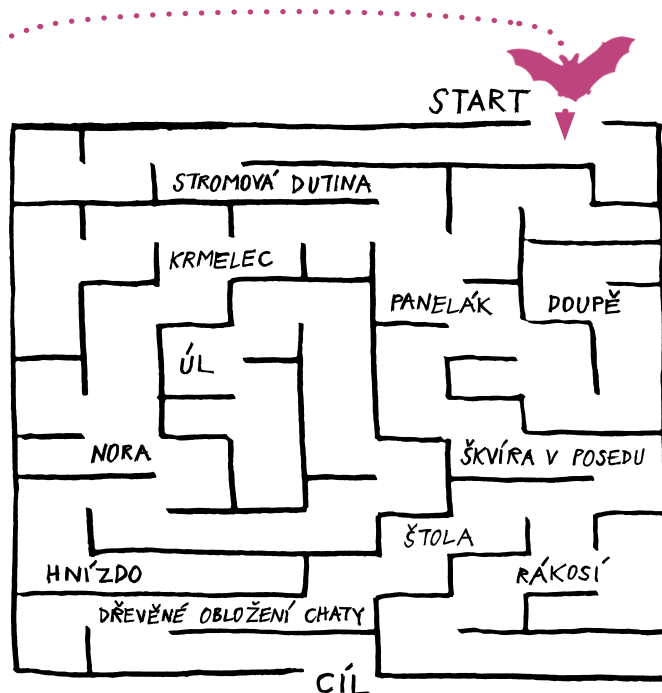 START
STROMOVÁ DUTINA
KRMELEC
PANELÁK
DOUPĚ
ÚL
NORA
ŠKVÍRA V POSEDU
ŠTOLA
HNÍZDO
RÁKOSÍ
DŘEVĚNÉ OBLOŽENÍ CHATY
CÍL